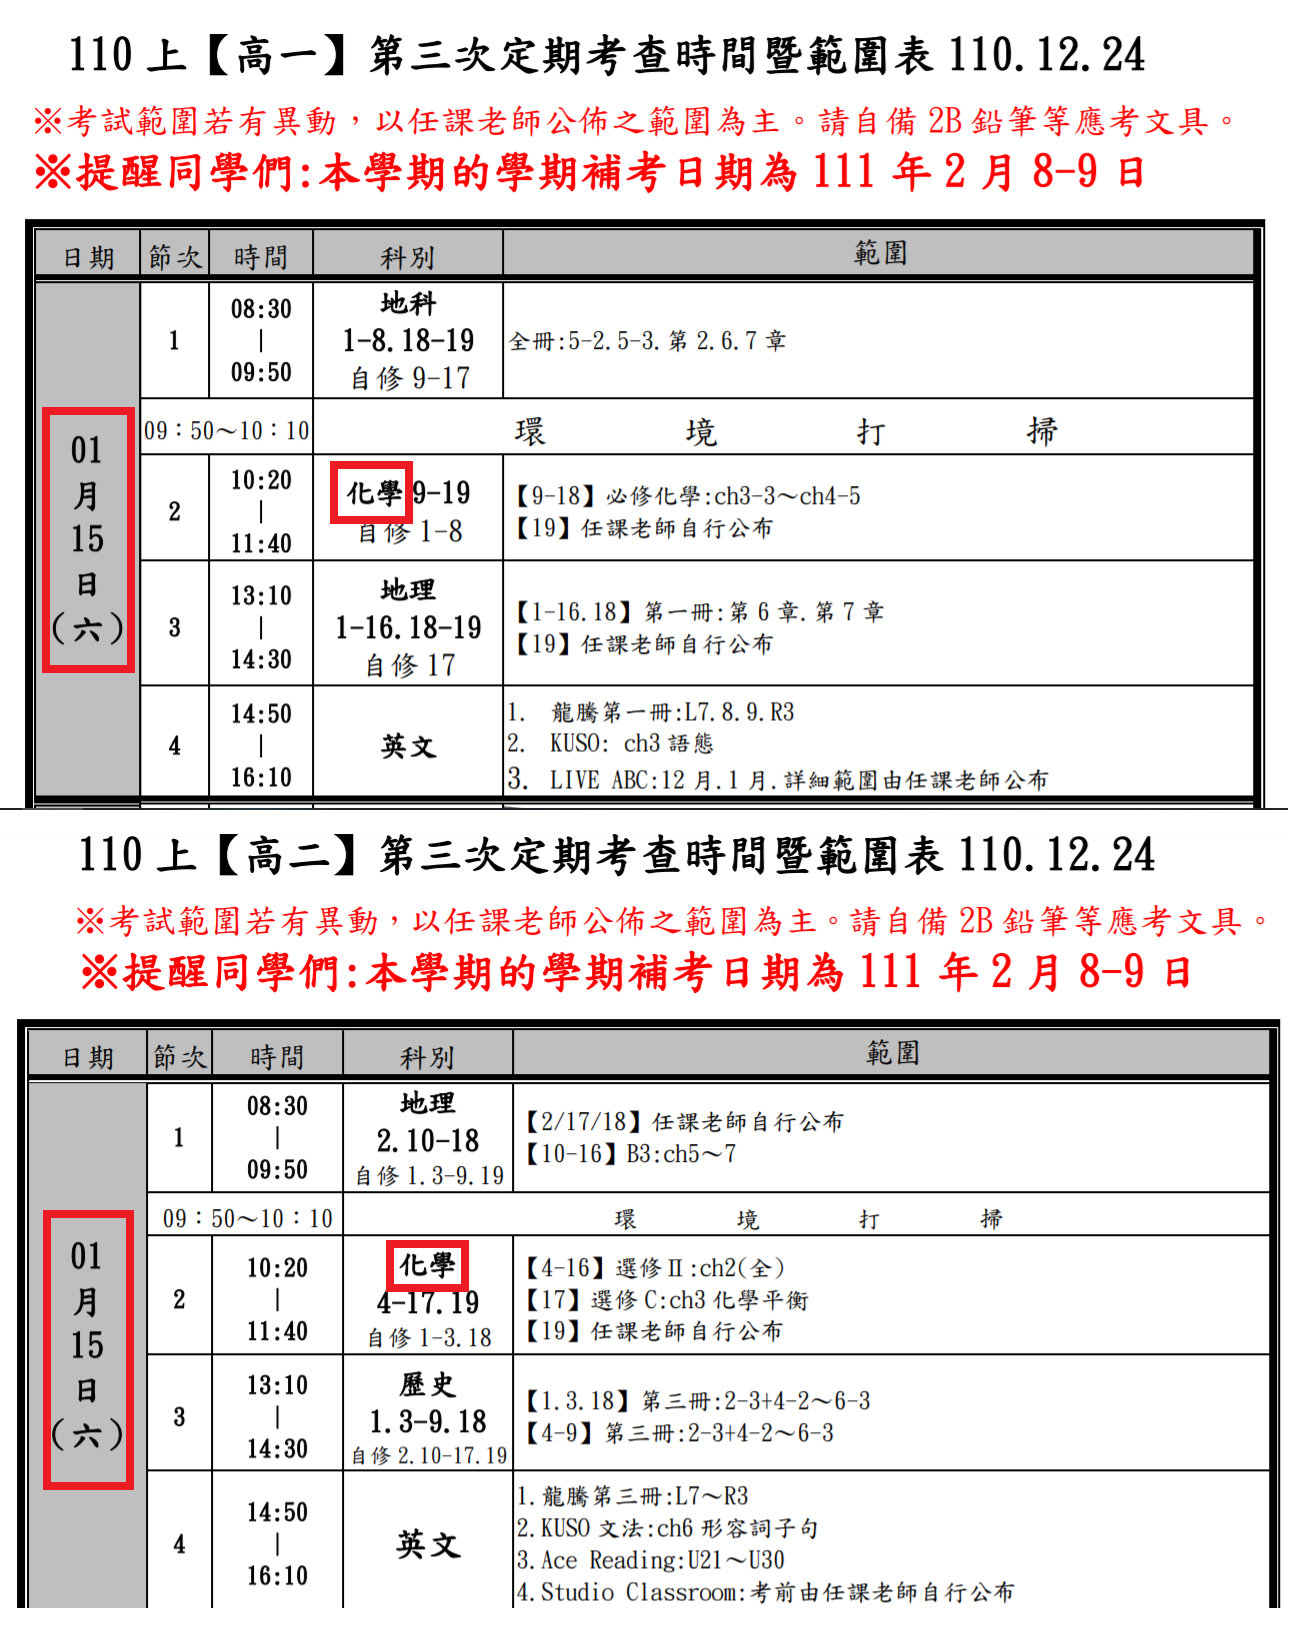 110 上【高一】第三次定期考查時間暨範圍表 110.12.24
※考試範圍若有異動，以任課老師公佈之範圍為主。請自備 2B 鉛筆等應考文具。
※提醒同學們:本學期的學期補考日期為 111 年 2 月 8-9 日
日期 節次 時間 科別 範圍
01
月
15
日
(六)
1
08:30
|
09:50
地科
1-8.18-19
自修 9-17
全冊:5-2.5-3.第 2.6.7 章
09：50～10：10 環 境 打 掃
2
10:20
|
11:40
化學 9-19
自修 1-8
【9-18】必修化學:ch3-3～ch4-5
【19】任課老師自行公布
3
13:10
|
14:30
地理
1-16.18-19
自修 17
【1-16.18】第一冊:第 6 章.第 7 章
【19】任課老師自行公布
4
14:50
|
16:10
英文
1. 龍騰第一冊:L7.8.9.R3
2. KUSO: ch3 語態
3. LIVE ABC:12 月.1 月.詳細範圍由任課老師公布
110 上【高二】第三次定期考查時間暨範圍表 110.12.24
※考試範圍若有異動，以任課老師公佈之範圍為主。請自備 2B 鉛筆等應考文具。
※提醒同學們:本學期的學期補考日期為 111 年 2 月 8-9 日
日期 節次 時間 科別 範圍
01
月
15
日
(六)
1
08:30
|
09:50
地理
2.10-18
自修 1.3-9.19
【2/17/18】任課老師自行公布
【10-16】B3:ch5～7
09：50～10：10 環 境 打 掃
2
10:20
|
11:40
化學
4-17.19
自修 1-3.18
【4-16】選修Ⅱ:ch2(全)
【17】選修 C:ch3 化學平衡
【19】任課老師自行公布
3
13:10
|
14:30
歷史
1.3-9.18
自修 2.10-17.19
【1.3.18】第三冊:2-3+4-2～6-3
【4-9】第三冊:2-3+4-2～6-3
4
14:50
|
16:10
英文
1.龍騰第三冊:L7～R3
2.KUSO 文法:ch6 形容詞子句
3.Ace Reading:U21～U30
4.Studio Classroom:考前由任課老師自行公布